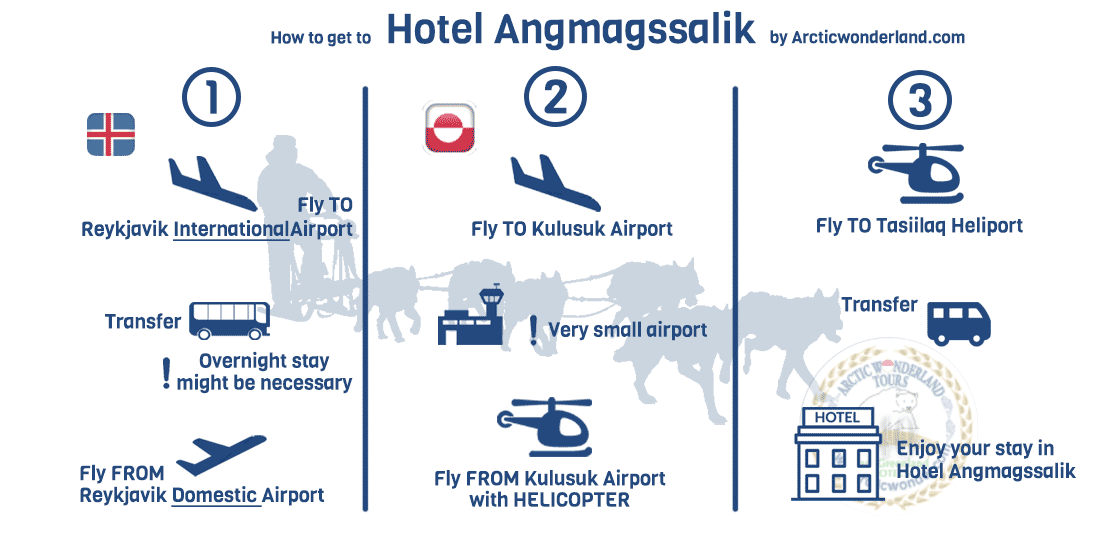 How to get to Hotel Angmagssalik by Arcticwonderland.com
1
Fly TO
Reykjavik International Airport
Transfer
! Overnight stay
might be necessary
Fly FROM
Reykjavik Domestic Airport
2
Fly TO Kulusuk Airport
! Very small airport
Fly FROM Kulusuk Airport
with HELICOPTER
3
Fly TO Tasiilaq Heliport
Transfer
ARCTIC WONDERLAND
TOURS
HOTEL
Enjoy your stay in
Hotel Angmagssalik